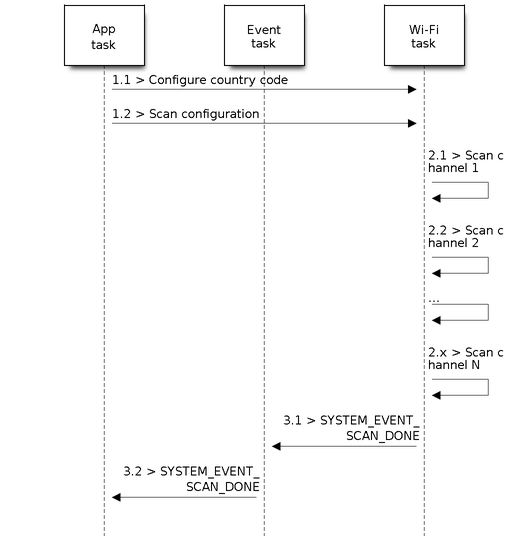 App
task
Event
task
Wi-Fi
task
1.1 > Configure country code
1.2 > Scan configuration
2.1 > Scan c
hannel 1
2.2 > Scan c
hannel 2
...
2.x > Scan c
hannel N
3.1 > SYSTEM_EVENT_
SCAN_DONE
3.2 > SYSTEM_EVENT_
SCAN_DONE